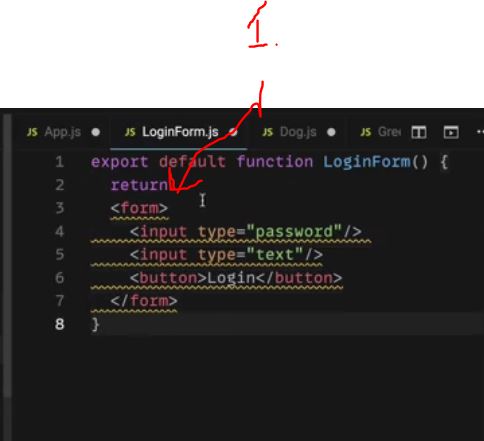 1.
JS App.js ● JS LoginForm.js ● JS Dog.js ● JS Gree
1 export default function LoginForm() {
2 return
3 <form>
4 <input type="password"/>
5 <input type="text"/>
6 <button>Login</button>
7 </form>
8 }